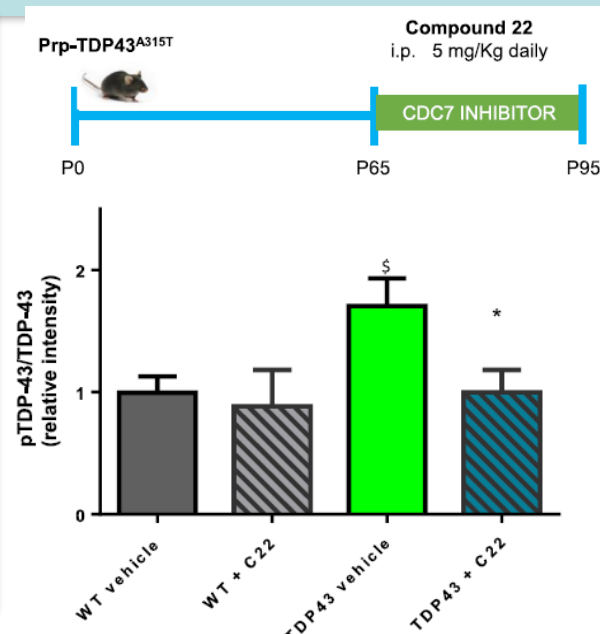 Prp-TDP43A315T
Compound 22
i.p. 5 mg/Kg daily
CDC7 INHIBITOR
P0
P65
P95
pTDP-43/TDP-43
(relative intensity)
2
1
0
$
*
WT vehicle
WT + C22
TDP43 vehicle
TDP43 + C22